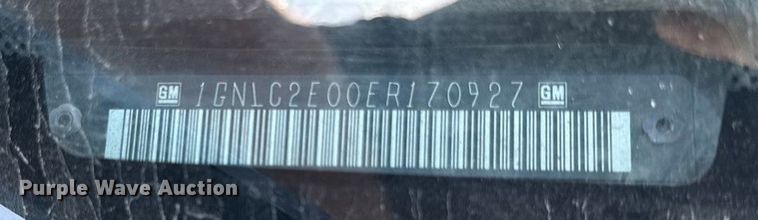 GM 1GNLC2E00ER170927 GM
Purple Wave Auction